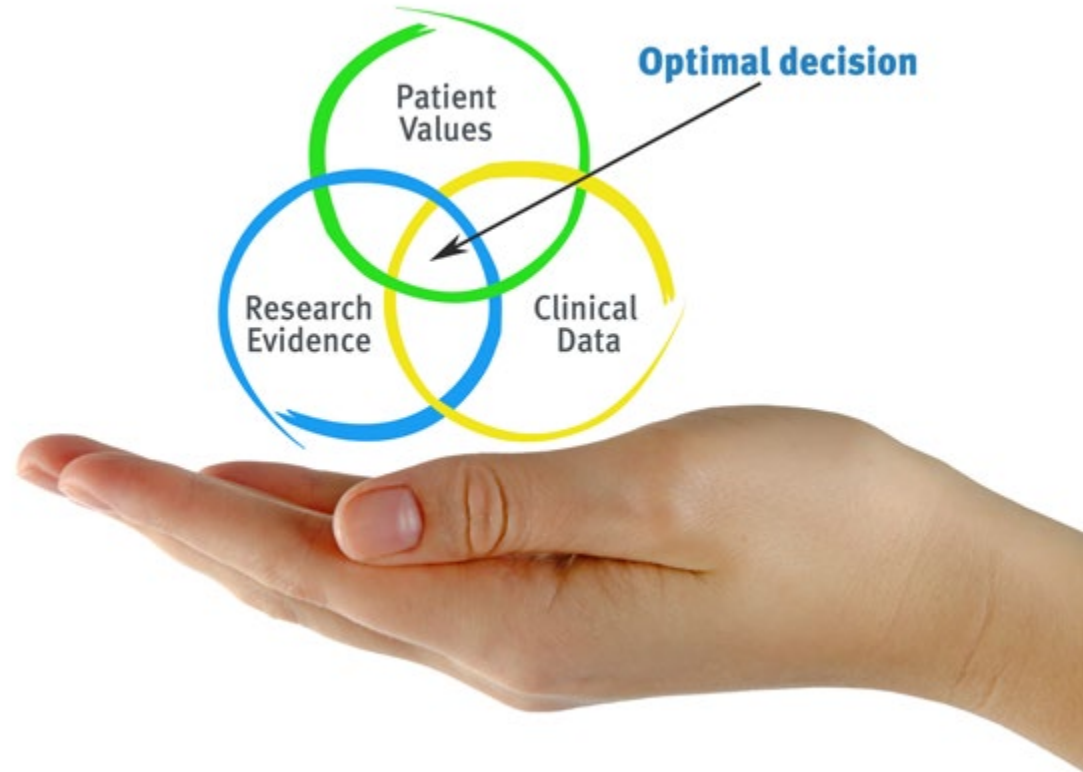 Optimal decision
Patient
Values
Research
Evidence
Clinical
Data